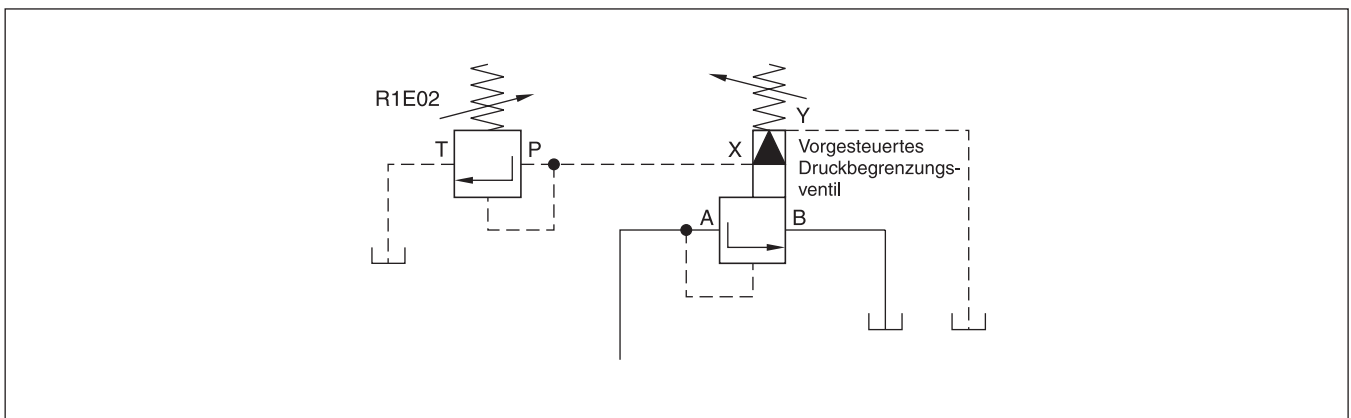 R1E02
T
P
X
Y
Vorgesteuertes
Druckbegrenzungs-
ventil
A
B